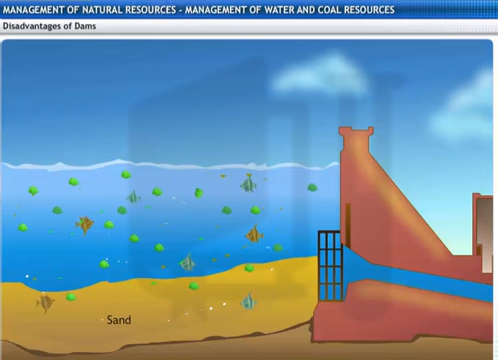 MANAGEMENT OF NATURAL RESOURCES - MANAGEMENT OF WATER AND COAL RESOURCES
Disadvantages of Dams
Sand